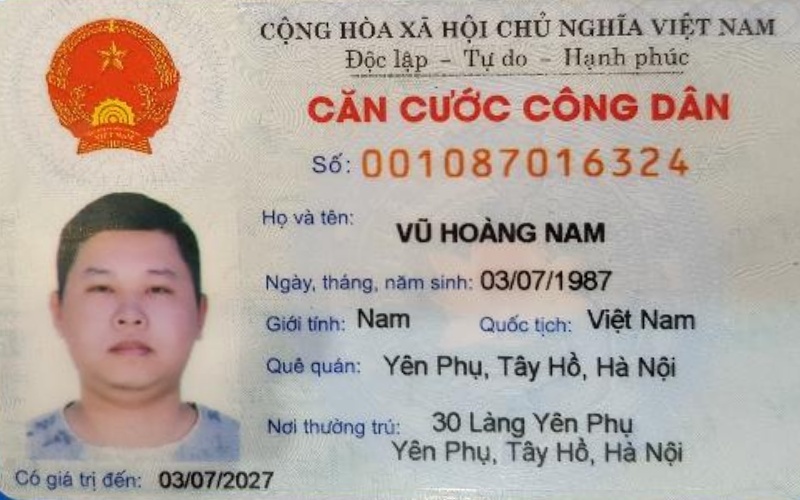 CỘNG HÒA XÃ HỘI CHỦ NGHĨA VIỆT NAM
Độc lập - Tự do - Hạnh phúc
CĂN CƯỚC CÔNG DÂN
Số: 001087016324
Họ và tên: VŨ HOÀNG NAM
Ngày, tháng, năm sinh: 03/07/1987
Giới tính: Nam Quốc tịch: Việt Nam
Quê quán: Yên Phụ, Tây Hồ, Hà Nội
Nơi thường trú: 30 Làng Yên Phụ
Yên Phụ, Tây Hồ, Hà Nội
Có giá trị đến: 03/07/2027